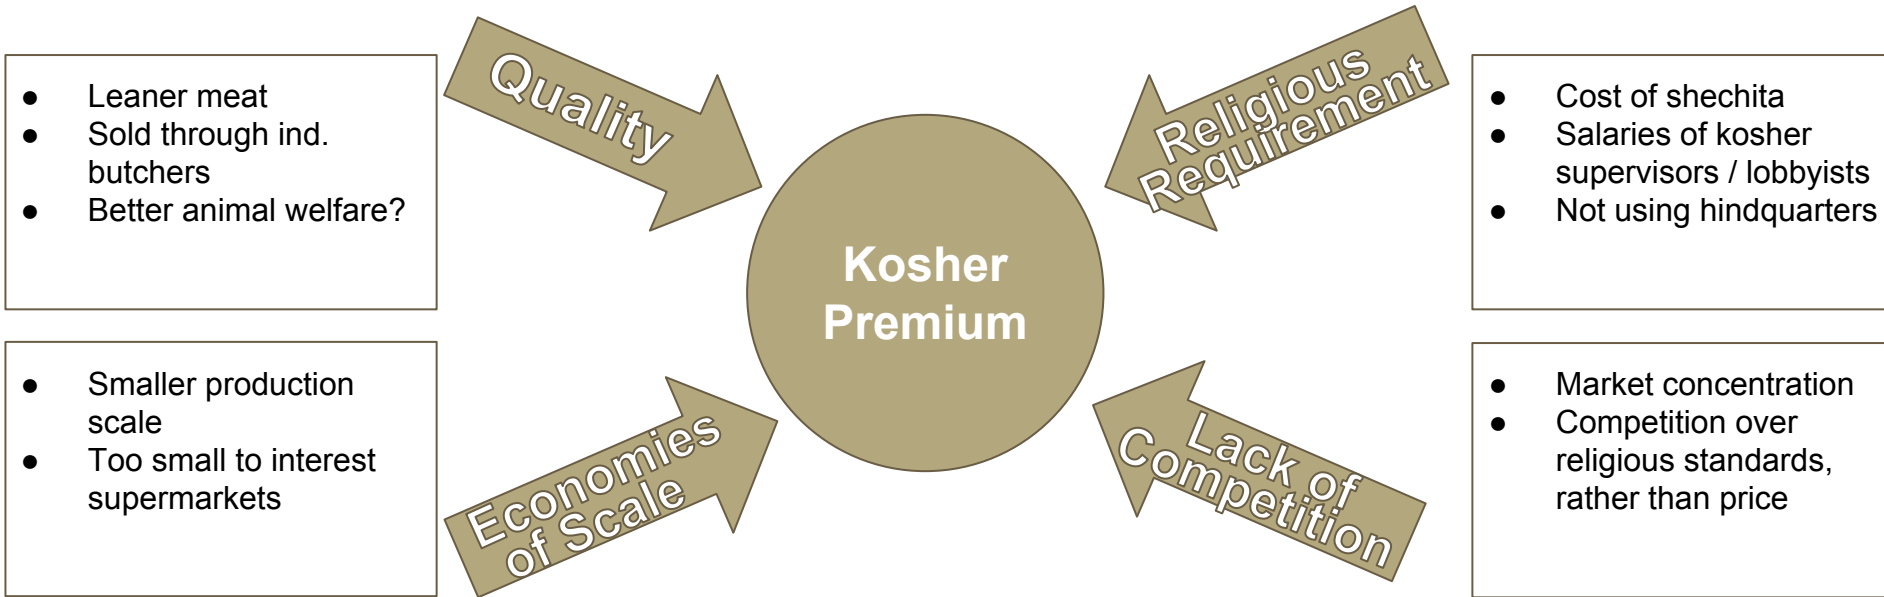 Quality
● Leaner meat
● Sold through ind.
butchers
● Better animal welfare?
Religious
Requirement
● Cost of shechita
● Salaries of kosher
supervisors / lobbyists
● Not using hindquarters
Kosher
Premium
Economies
of Scale
● Smaller production
scale
● Too small to interest
supermarkets
Lack of
Competition
● Market concentration
● Competition over
religious standards,
rather than price